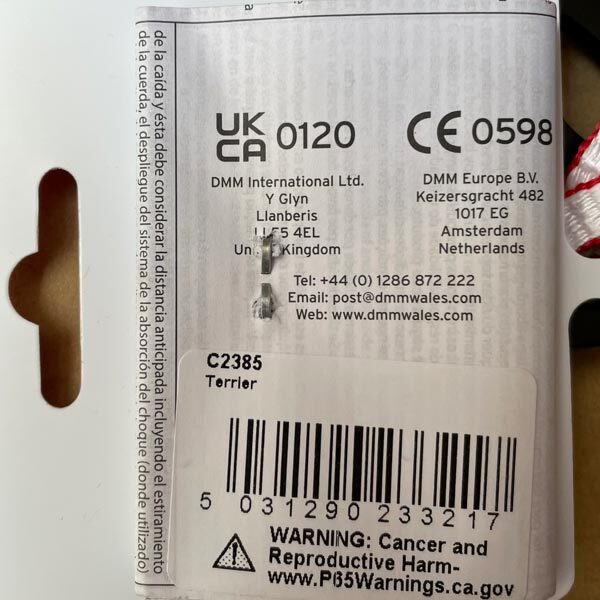 UK
CA 0120
CE 0598
DMM International Ltd.
Y Glyn
Llanberis
4EL
Kingdom
DMM Europe B.V.
Keizersgracht 482
1017 EG
Amsterdam
Netherlands
Tel: +44 (0) 1286 872 222
Email: post@dmmwales.com
Web: www.dmmwales.com
C2385
Terrier
5 031290 233217
WARNING: Cancer and
Reproductive Harm-
www.P65Warnings.ca.gov
de la caída y ésta debe considerar la distancia anticipada incluyendo el estiramiento
de la cuerda, el despliegue del sistema de la absorción del choque (donde utilizado)